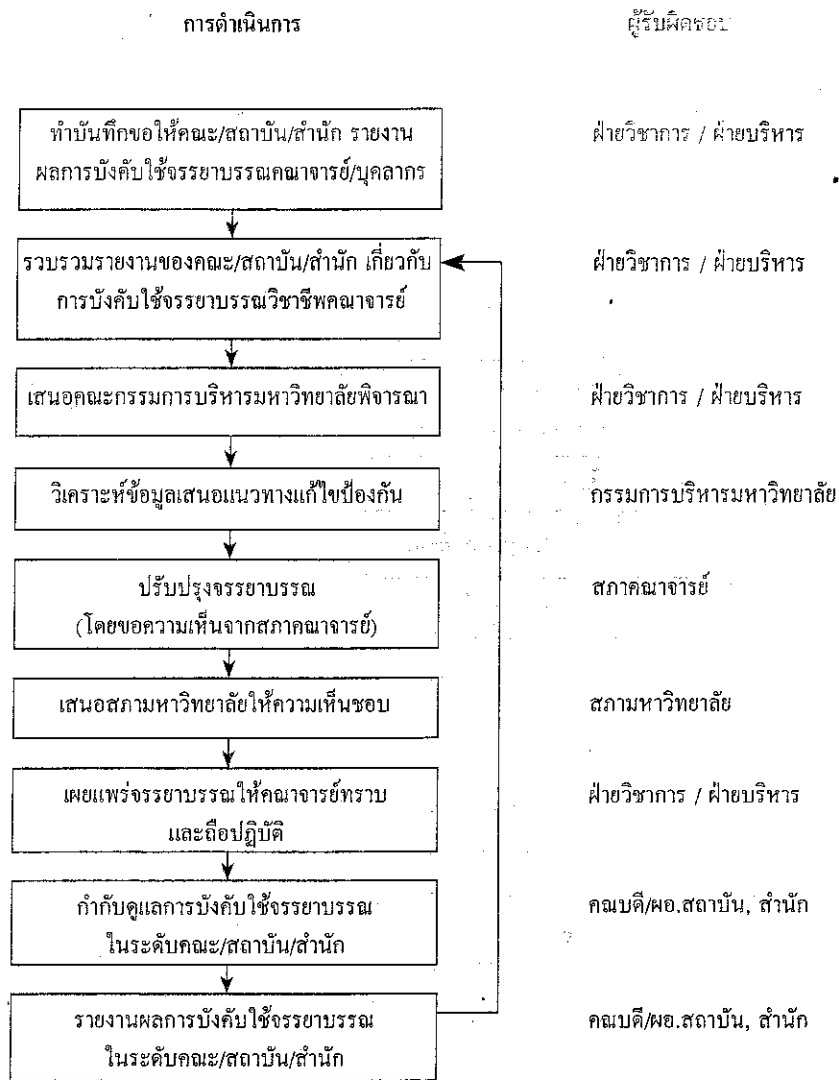 การดำเนินการ
ผู้รับผิดชอบ
ทำบันทึกขอให้คณะ/สถาบัน/สำนัก รายงาน
ผลการบังคับใช้จรรยาบรรณคณาจารย์/บุคลากร
ฝ่ายวิชาการ / ฝ่ายบริหาร
รวบรวมรายงานของคณะ/สถาบัน/สำนัก เกี่ยวกับ
การบังคับใช้จรรยาบรรณวิชาชีพคณาจารย์
ฝ่ายวิชาการ / ฝ่ายบริหาร
เสนอคณะกรรมการบริหารมหาวิทยาลัยพิจารณา
ฝ่ายวิชาการ / ฝ่ายบริหาร
วิเคราะห์ข้อมูลเสนอแนวทางแก้ไขป้องกัน
กรรมการบริหารมหาวิทยาลัย
ปรับปรุงจรรยาบรรณ
(โดยขอความเห็นจากสภาคณาจารย์)
สภาคณาจารย์
เสนอสภามหาวิทยาลัยให้ความเห็นชอบ
สภามหาวิทยาลัย
เผยแพร่จรรยาบรรณให้คณาจารย์ทราบ
และถือปฏิบัติ
ฝ่ายวิชาการ / ฝ่ายบริหาร
กำกับดูแลการบังคับใช้จรรยาบรรณ
ในระดับคณะ/สถาบัน/สำนัก
คณบดี/ผอ.สถาบัน, สำนัก
รายงานผลการบังคับใช้จรรยาบรรณ
ในระดับคณะ/สถาบัน/สำนัก
คณบดี/ผอ.สถาบัน, สำนัก